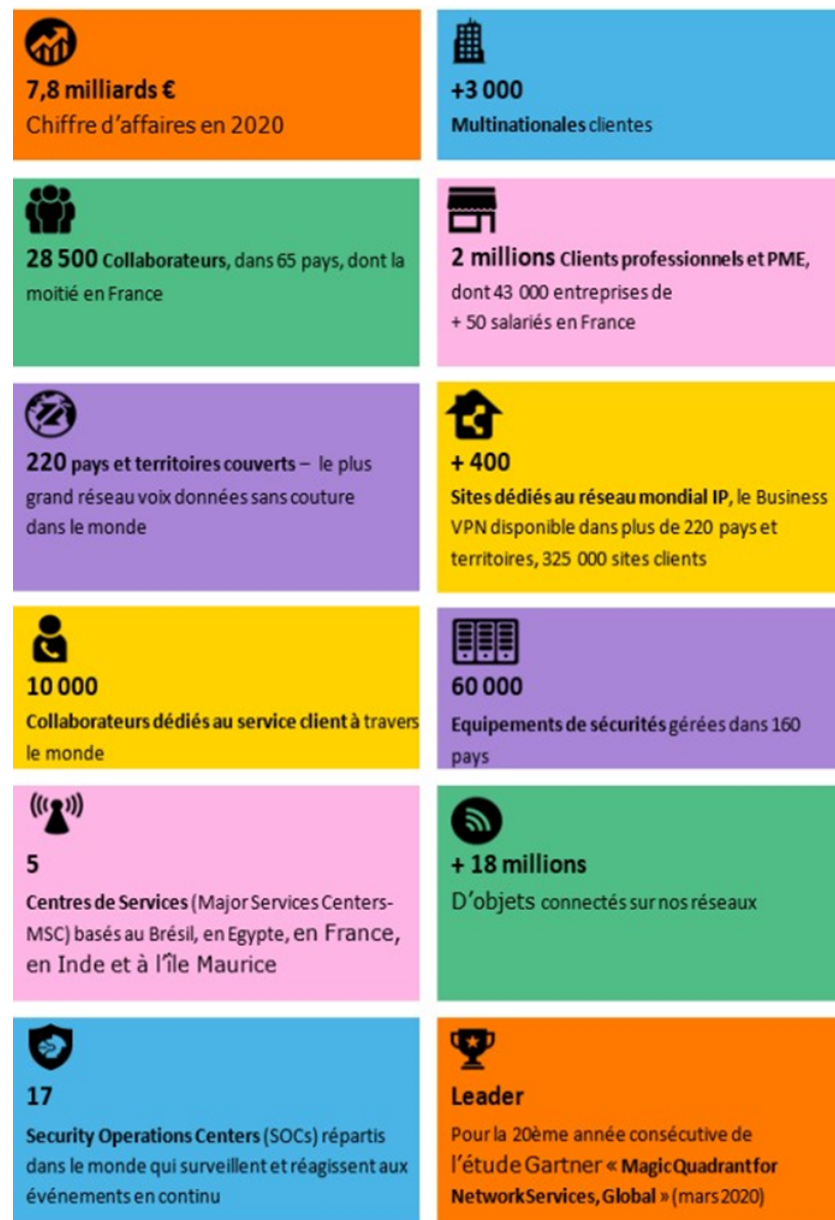 7,8 milliards €
Chiffre d'affaires en 2020
+3 000
Multinationales clientes
28 500 Collaborateurs, dans 65 pays, dont la
moitié en France
2 millions Clients professionnels et PME,
dont 43 000 entreprises de
+ 50 salariés en France
220 pays et territoires couverts – le plus
grand réseau voix données sans couture
dans le monde
+ 400
Sites dédiés au réseau mondial IP, le Business
VPN disponible dans plus de 220 pays et
territoires, 325 000 sites clients
10 000
Collaborateurs dédiés au service client à travers
le monde
60 000
Equipements de sécurités gérées dans 160
pays
5
Centres de Services (Major Services Centers-
MSC) basés au Brésil, en Egypte, en France,
en Inde et à l'île Maurice
+ 18 millions
D'objets connectés sur nos réseaux
17
Security Operations Centers (SOCs) répartis
dans le monde qui surveillent et réagissent aux
événements en continu
Leader
Pour la 20ème année consécutive de
l'étude Gartner « Magic Quadrant for
Network Services, Global » (mars 2020)